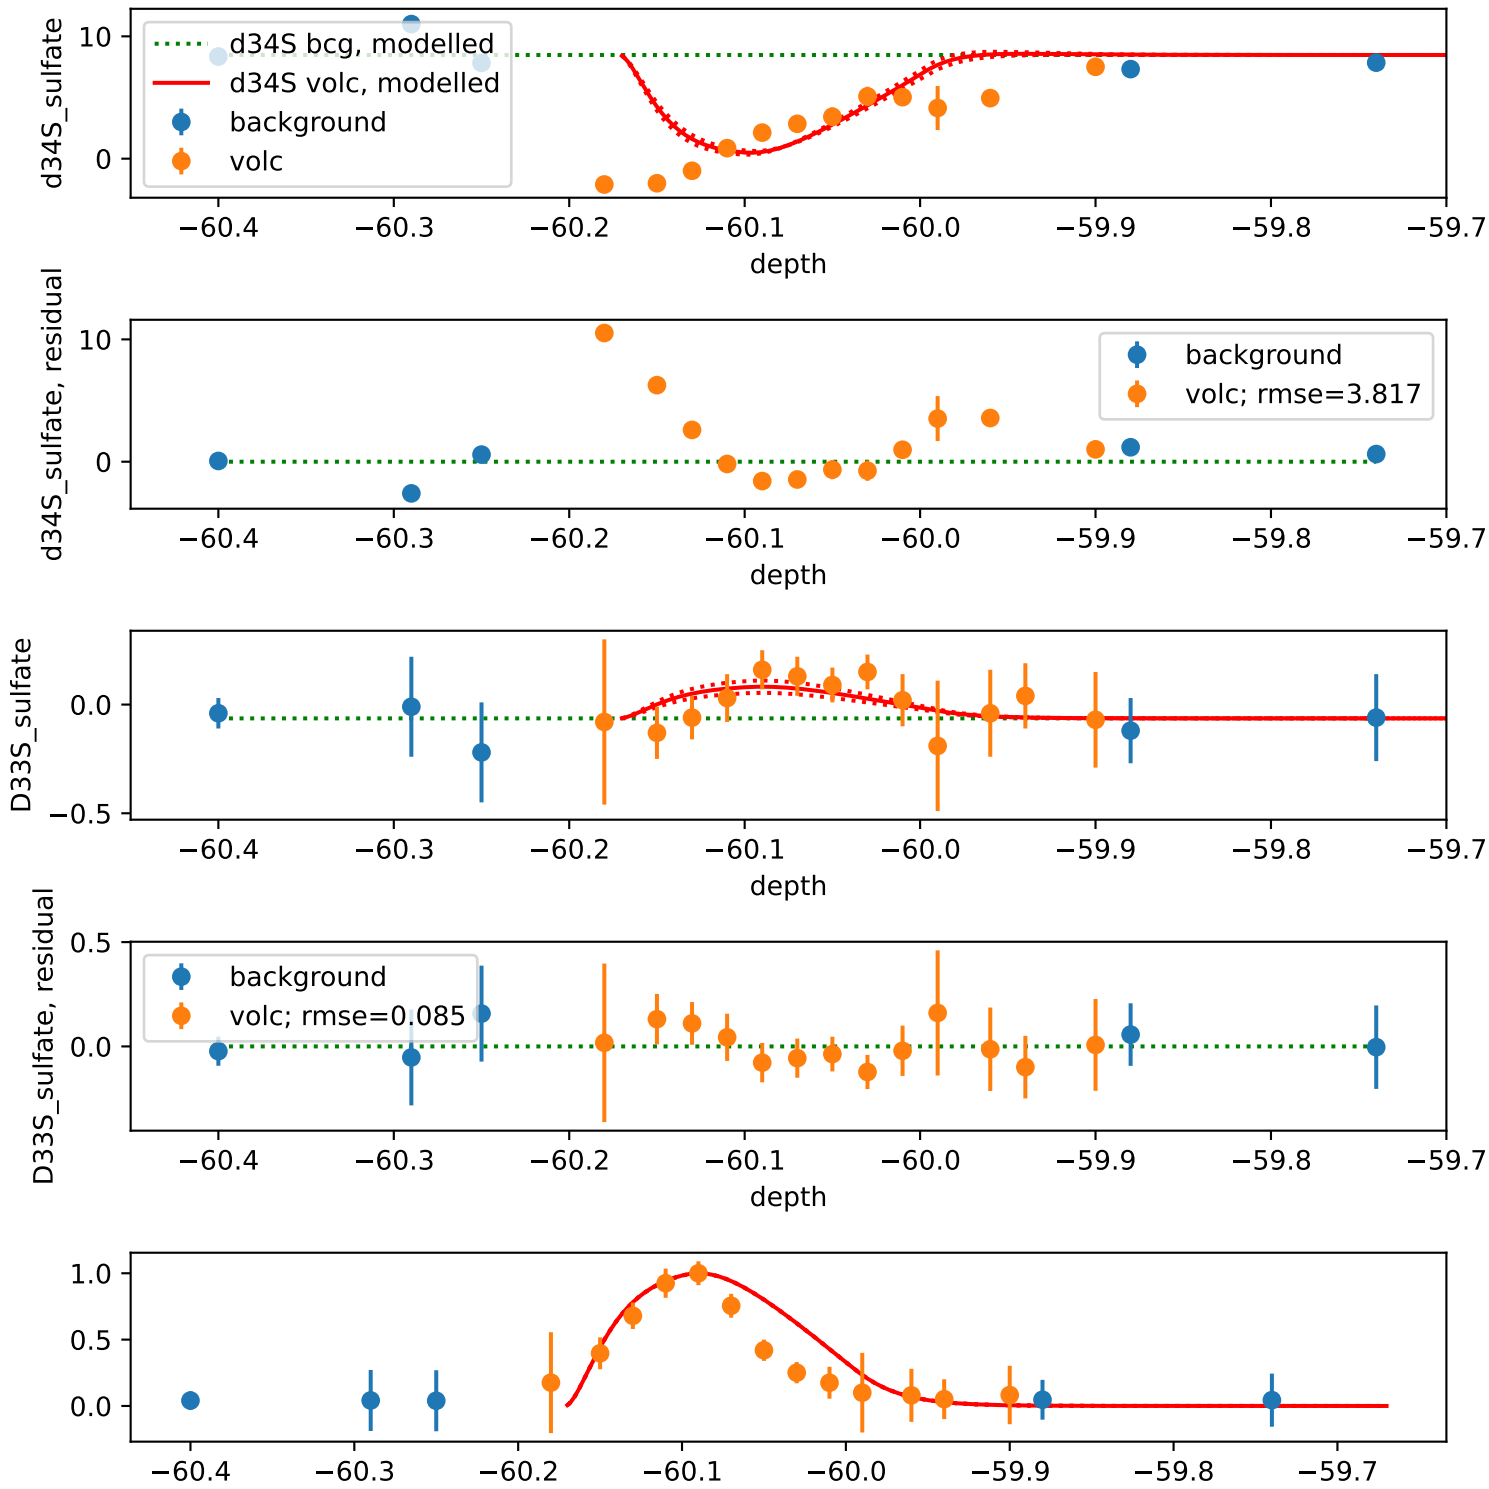 d34S_sulfate
10
0
d34S bcg, modelled
d34S volc, modelled
background
volc
−60.4 −60.3 −60.2 −60.1 −60.0 −59.9 −59.8 −59.7
depth
d34S_sulfate, residual
10
0
background
volc; rmse=3.817
−60.4 −60.3 −60.2 −60.1 −60.0 −59.9 −59.8 −59.7
depth
D33S_sulfate
0.0
−0.5
−60.4 −60.3 −60.2 −60.1 −60.0 −59.9 −59.8 −59.7
depth
D33S_sulfate, residual
0.5
0.0
background
volc; rmse=0.085
−60.4 −60.3 −60.2 −60.1 −60.0 −59.9 −59.8 −59.7
depth
1.0
0.5
0.0
−60.4 −60.3 −60.2 −60.1 −60.0 −59.9 −59.8 −59.7